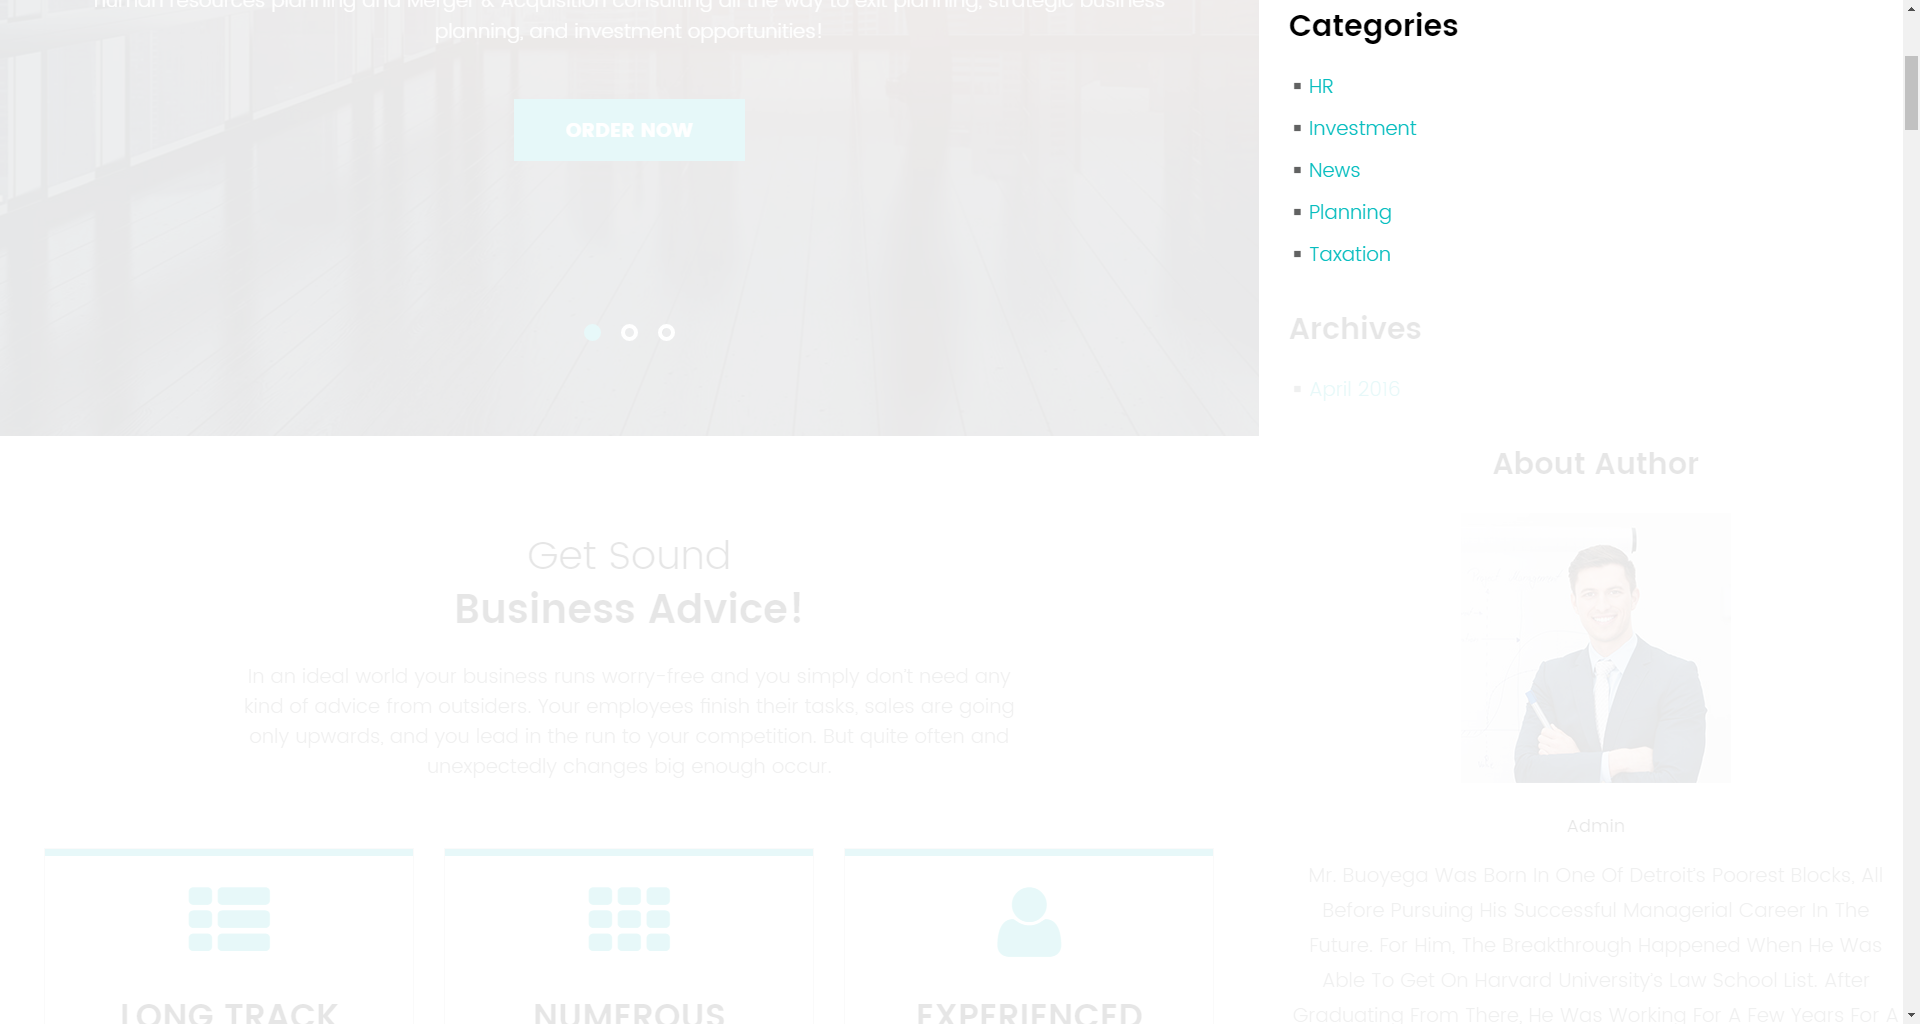 human resources planning and Merger & Acquisition consulting all the way to exit planning, strategic business
planning, and investment opportunities!
ORDER NOW
Get Sound
Business Advice!
In an ideal world your business runs worry-free and you simply don't need any
kind of advice from outsiders. Your employees finish their tasks, sales are going
only upwards, and you lead in the run to your competition. But quite often and
unexpectedly changes big enough occur.
LONG TRACK
NUMEROUS
EXPERIENCED
Categories
HR
Investment
News
Planning
Taxation
Archives
April 2016
About Author
Admin
Mr. Buoyega Was Born In One Of Detroit's Poorest Blocks, All
Before Pursuing His Successful Managerial Career In The
Future. For Him, The Breakthrough Happened When He Was
Able To Get On Harvard University's Law School List. After
Graduating From There, He Was Working For A Few Years For A